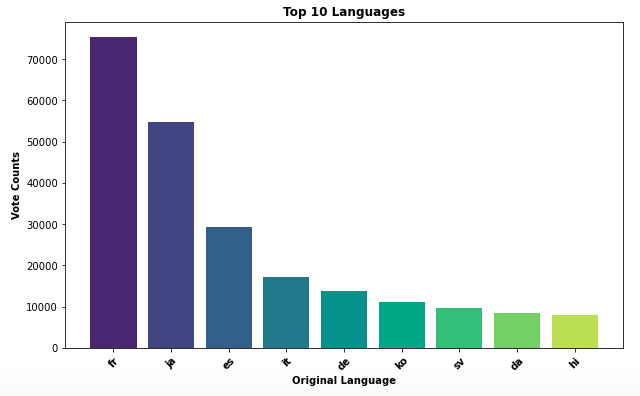 Top 10 Languages
Vote Counts
70000
60000
50000
40000
30000
20000
10000
0
fr ja es it de ko sv da hi
Original Language